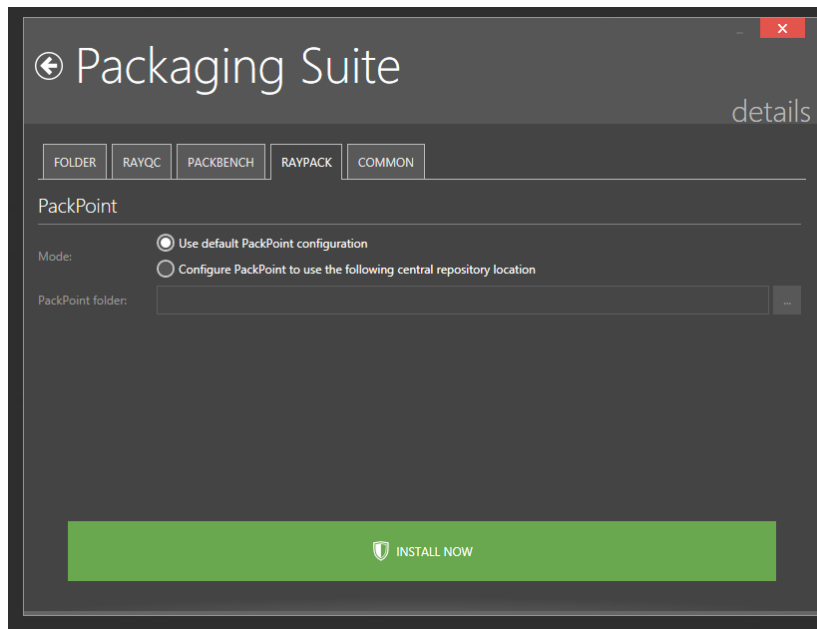 Packaging Suite
details
FOLDER RAYQC PACKBENCH RAYPACK COMMON
PackPoint
Mode:
Use default PackPoint configuration
Configure PackPoint to use the following central repository location
PackPoint folder:
...
INSTALL NOW